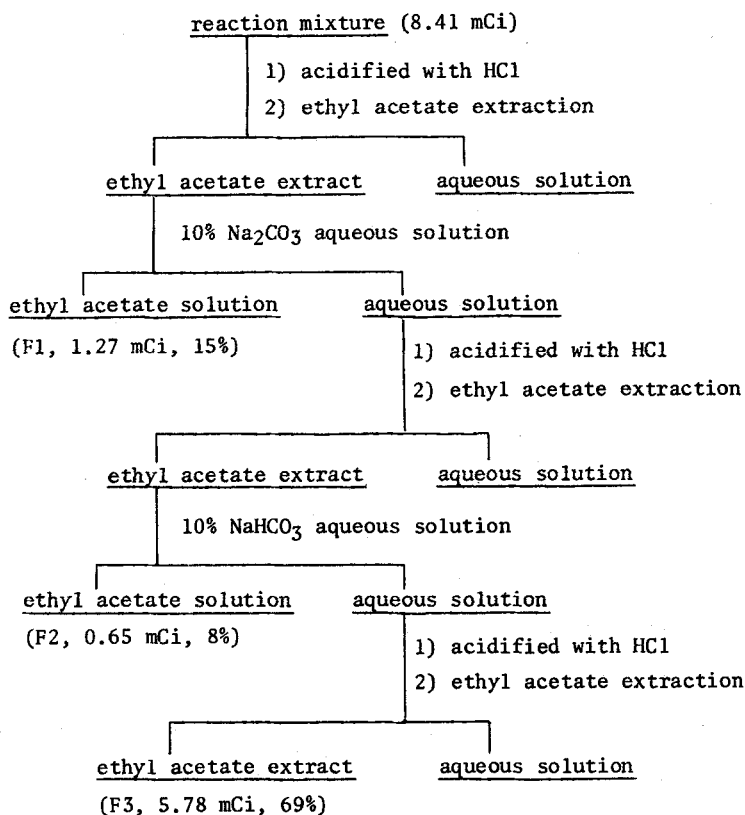 reaction mixture (8.41 mCi)
1) acidified with HCl
2) ethyl acetate extraction
ethyl acetate extract aqueous solution
10% Na₂CO₃ aqueous solution
ethyl acetate solution aqueous solution
(F1, 1.27 mCi, 15%) 1) acidified with HCl
2) ethyl acetate extraction
ethyl acetate extract aqueous solution
10% NaHCO₃ aqueous solution
ethyl acetate solution aqueous solution
(F2, 0.65 mCi, 8%) 1) acidified with HCl
2) ethyl acetate extraction
ethyl acetate extract aqueous solution
(F3, 5.78 mCi, 69%)